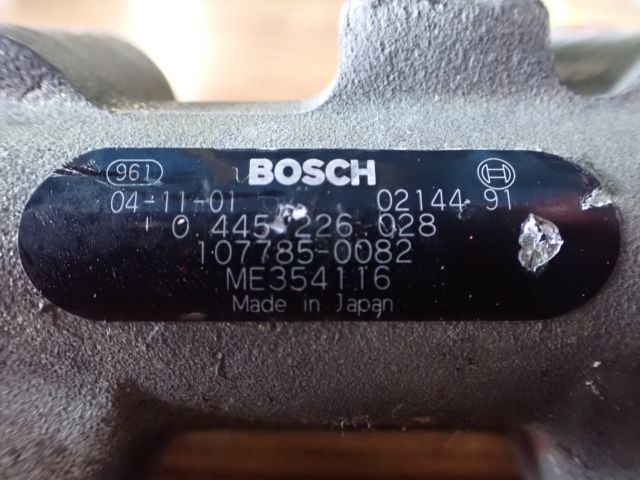 961 BOSCH
04-11-01 02144 91
0 445 226 028
107785-0082
ME354116
Made in Japan